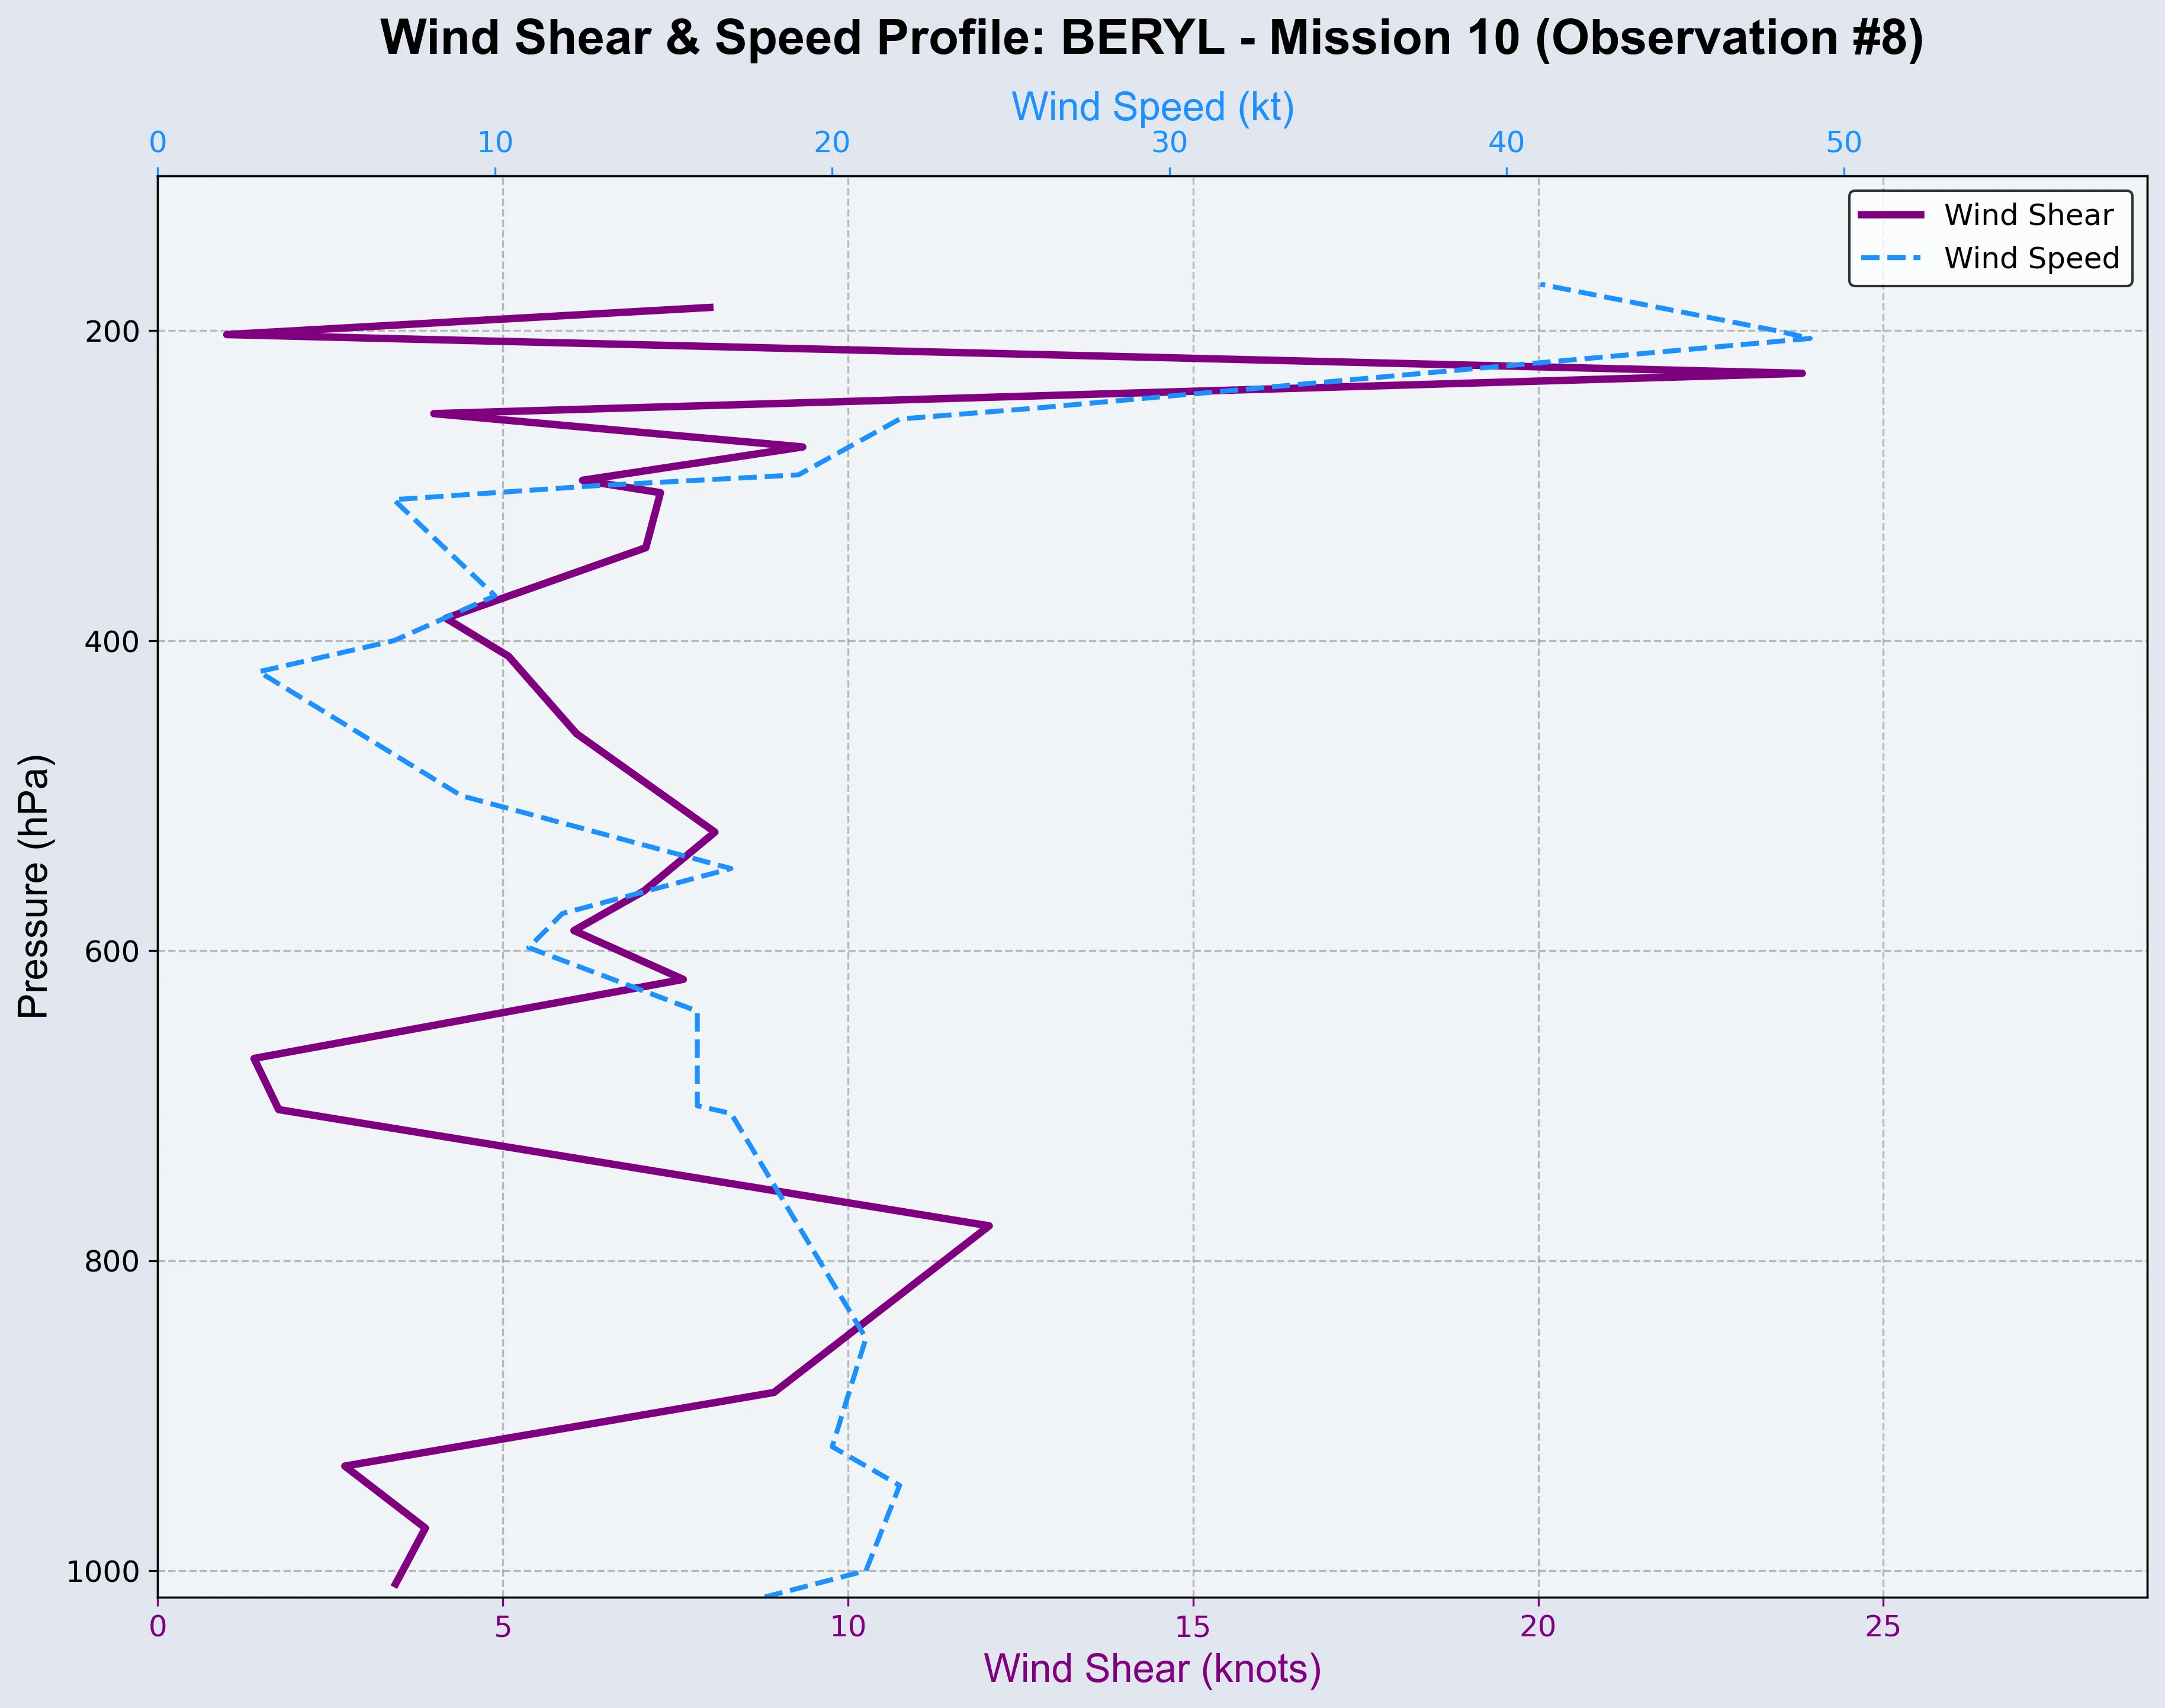 Wind Shear & Speed Profile: BERYL - Mission 10 (Observation #8)
Wind Speed (kt)
0 10 20 30 40 50
Wind Shear
Wind Speed
200
400
600
800
1000
Pressure (hPa)
0 5 10 15 20 25
Wind Shear (knots)